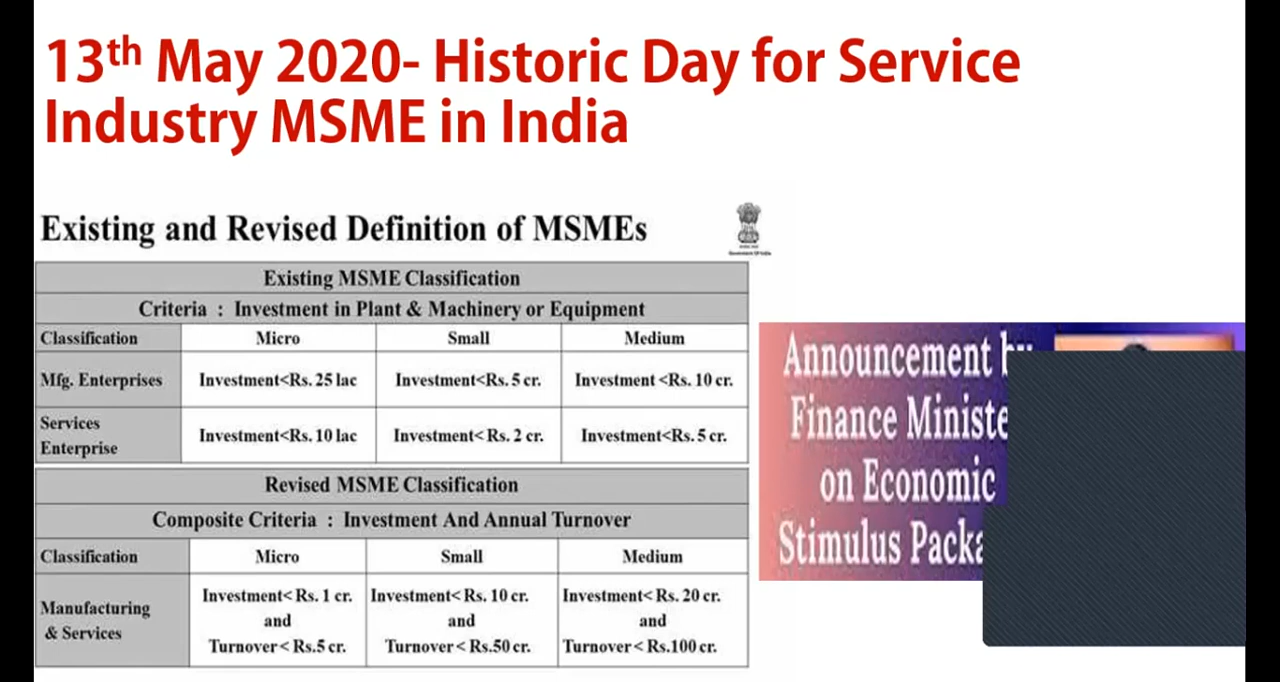 13th May 2020- Historic Day for Service
Industry MSME in India
Existing and Revised Definition of MSMEs
Existing MSME Classification
Criteria : Investment in Plant & Machinery or Equipment
Classification Micro Small Medium
Mfg. Enterprises Investment<Rs. 25 lac Investment<Rs. 5 cr. Investment <Rs. 10 cr.
Services
Enterprise Investment<Rs. 10 lac Investment< Rs. 2 cr. Investment<Rs. 5 cr.
Revised MSME Classification
Composite Criteria : Investment And Annual Turnover
Classification Micro Small Medium
Manufacturing
& Services
Investment< Rs. 1 cr.
and
Turnover< Rs.5 cr.
Investment< Rs. 10 cr.
and
Turnover< Rs.50 cr.
Investment< Rs. 20 cr.
and
Turnover< Rs.100 cr.
Announcement
Finance
on Economic
Stimulus